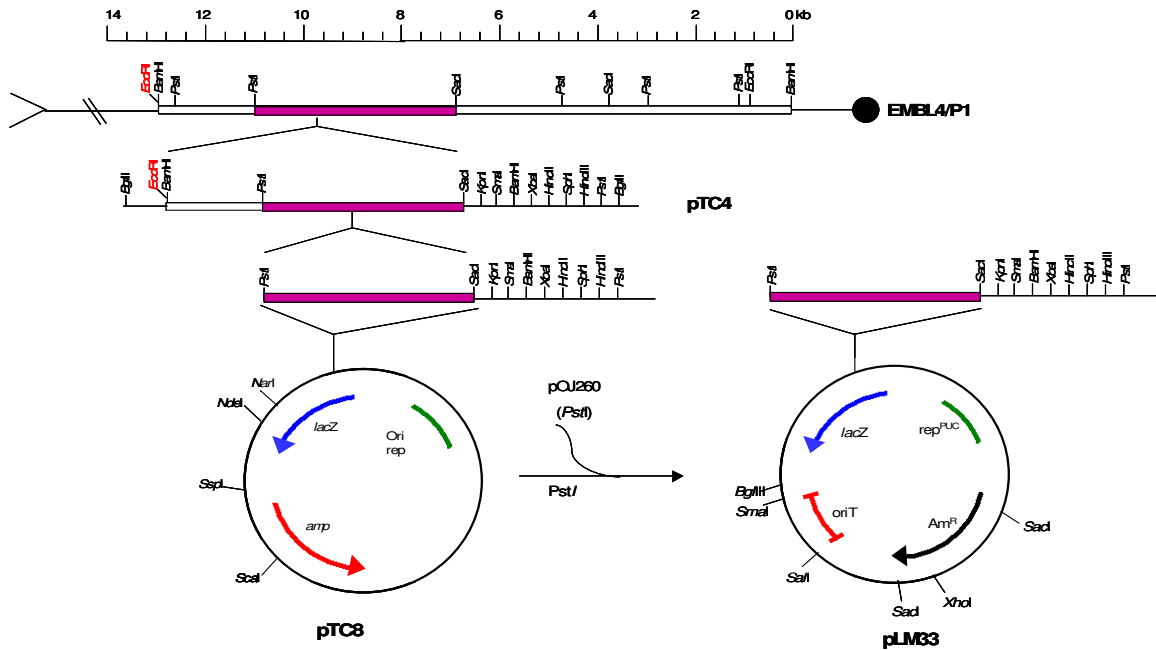 14 12 10 8 6 4 2 0 kb
EcoRI BamHI PstI PstI SacI PstI SacI PstI PstI EcoRI BamHI
EMBL4/P1
BglII EcoRI BamHI PstI SacI KpnI SmaI BamHI XbaI HincII SphI HindIII PstI BglII
pTC4
PstI SacI KpnI SmaI BamHI XbaI HincII SphI HindIII PstI
PstI SacI KpnI SmaI BamHI XbaI HincII SphI HindIII PstI
NarI
NdeI
SspI
ScaI
lacZ
Ori
rep
amp
pTC8
pOJ260
(PstI)
PstI
lacZ
rep^PUC
BglIII
SmaI
oriT
Am^R
SacI
SalI
SacI
XhoI
pLM33